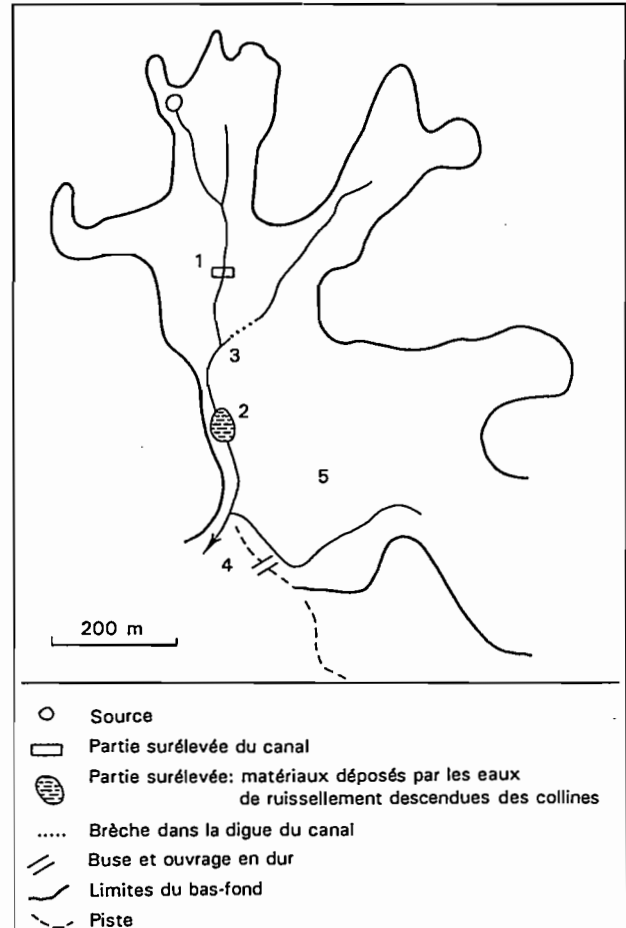 1
3
2
5
4
200 m
Source
Partie surélevée du canal
Partie surélevée: matériaux déposés par les eaux
de ruissellement descendues des collines
Brèche dans la digue du canal
Buse et ouvrage en dur
Limites du bas-fond
Piste